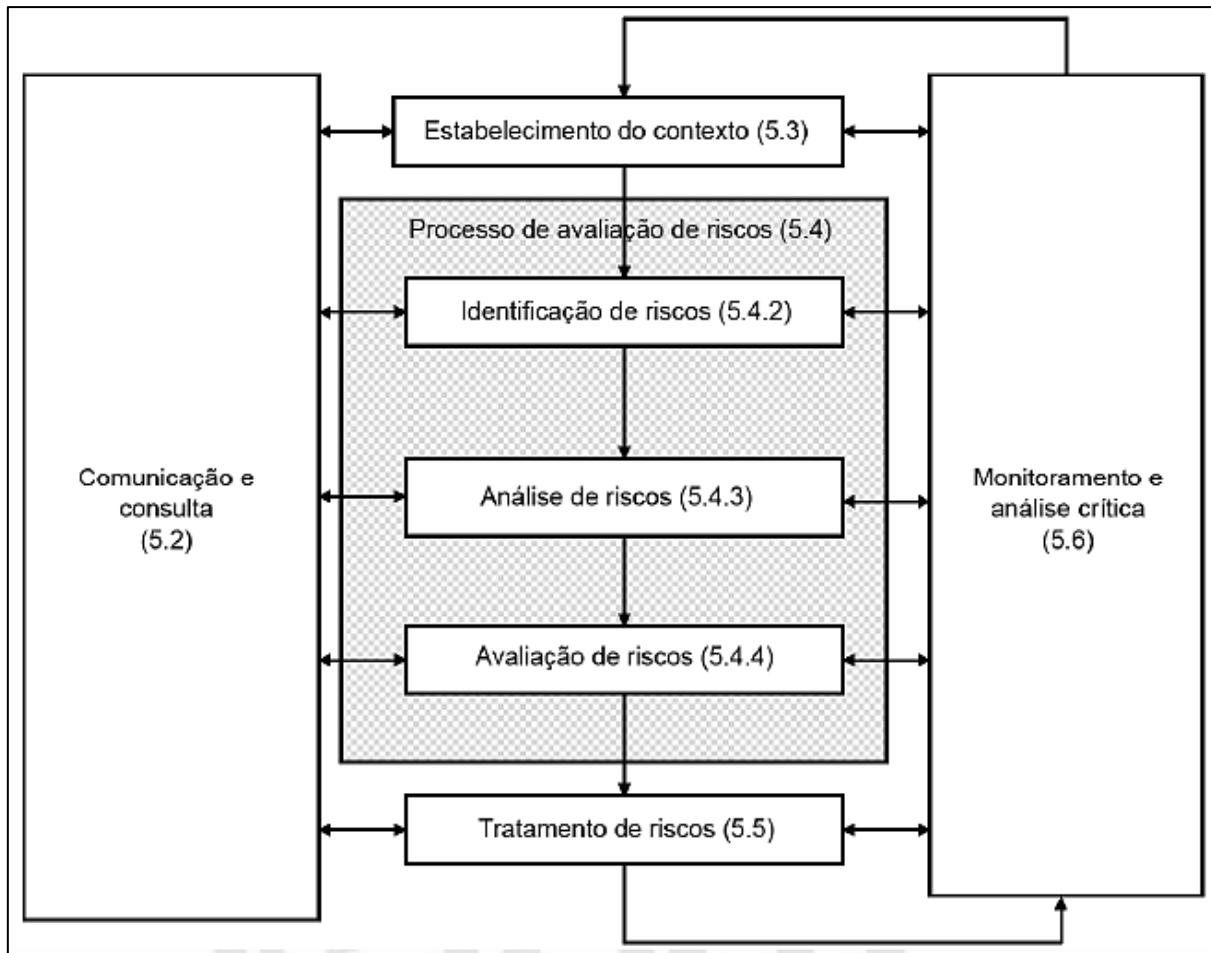 Estabelecimento do contexto (5.3)
Processo de avaliação de riscos (5.4)
Identificação de riscos (5.4.2)
Comunicação e
consulta
(5.2)
Análise de riscos (5.4.3)
Monitoramento e
análise crítica
(5.6)
Avaliação de riscos (5.4.4)
Tratamento de riscos (5.5)